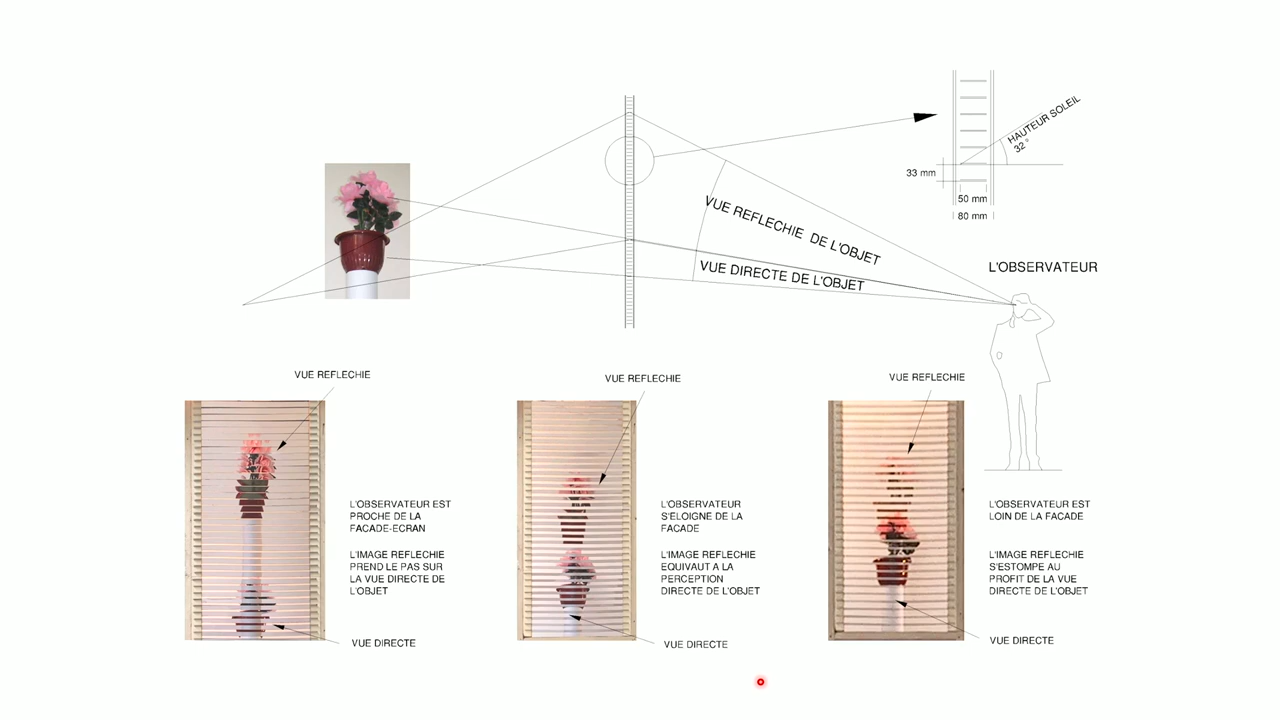 HAUTEUR SOLEIL
32°
33 mm
50 mm
80 mm
VUE REFLECHIE DE L'OBJET
VUE DIRECTE DE L'OBJET
L'OBSERVATEUR
VUE REFLECHIE
VUE REFLECHIE
VUE REFLECHIE
L'OBSERVATEUR EST
PROCHE DE LA
FACADE-ECRAN
L'IMAGE REFLECHIE
PREND LE PAS SUR
LA VUE DIRECTE DE
L'OBJET
VUE DIRECTE
L'OBSERVATEUR
S'ELOIGNE DE LA
FACADE
L'IMAGE REFLECHIE
EQUIVAUT A LA
PERCEPTION
DIRECTE DE L'OBJET
VUE DIRECTE
L'OBSERVATEUR EST
LOIN DE LA FACADE
L'IMAGE REFLECHIE
S'ESTOMPE AU
PROFIT DE LA VUE
DIRECTE DE L'OBJET
VUE DIRECTE